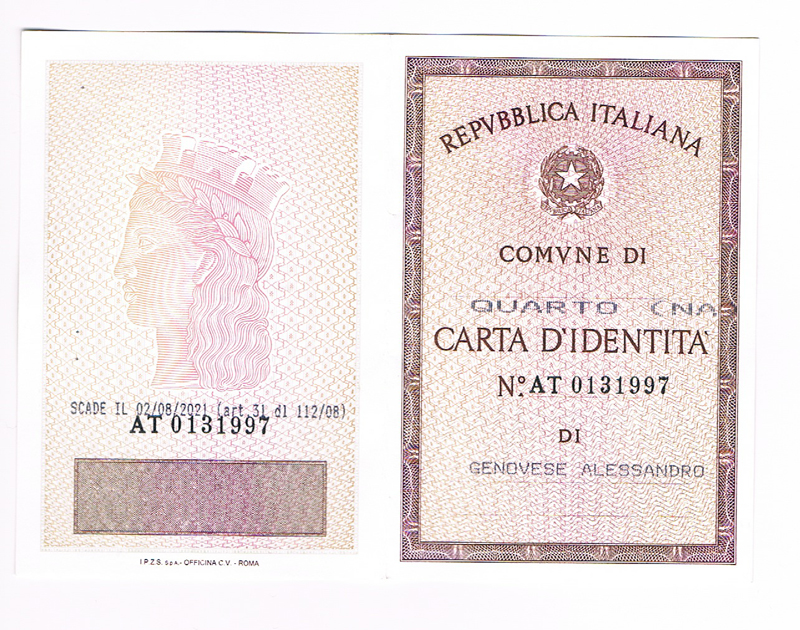 SCADE IL 02/08/2021 (art.31 dl 112/08)
AT 0131997
I.P.Z.S. S.p.A. - OFFICINA C.V. - ROMA
REPVBBLICA ITALIANA
COMVNE DI
QUARTO (NA
CARTA D'IDENTITA'
N° AT 0131997
DI
GENOVESE ALESSANDRO